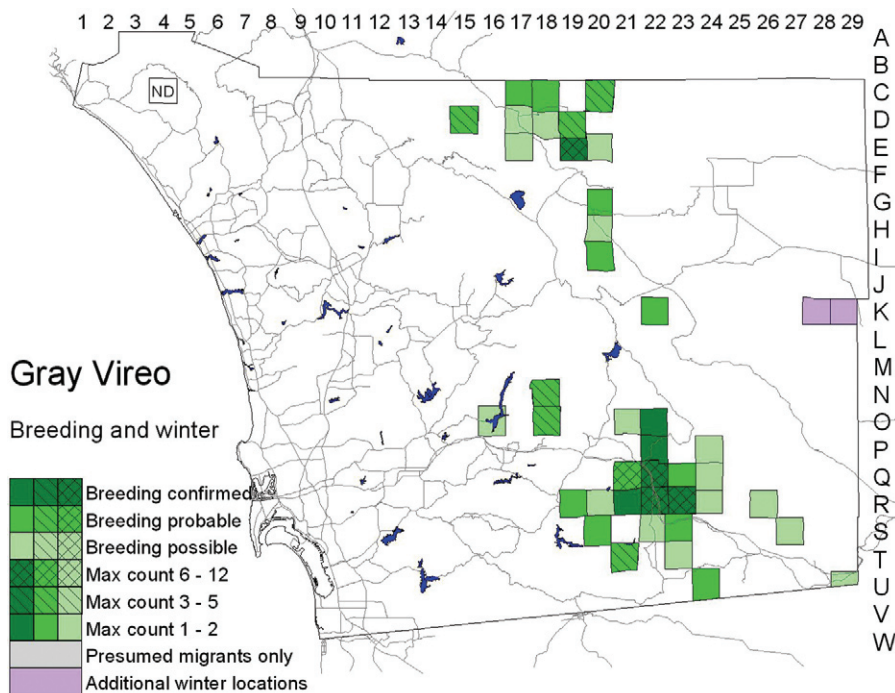 1 2 3 4 5 6 7 8 9 10 11 12 13 14 15 16 17 18 19 20 21 22 23 24 25 26 27 28 29
A
B
C
D
E
F
G
H
I
J
K
L
M
N
O
P
Q
R
S
T
U
V
W
ND
Gray Vireo
Breeding and winter
Breeding confirmed
Breeding probable
Breeding possible
Max count 6 - 12
Max count 3 - 5
Max count 1 - 2
Presumed migrants only
Additional winter locations